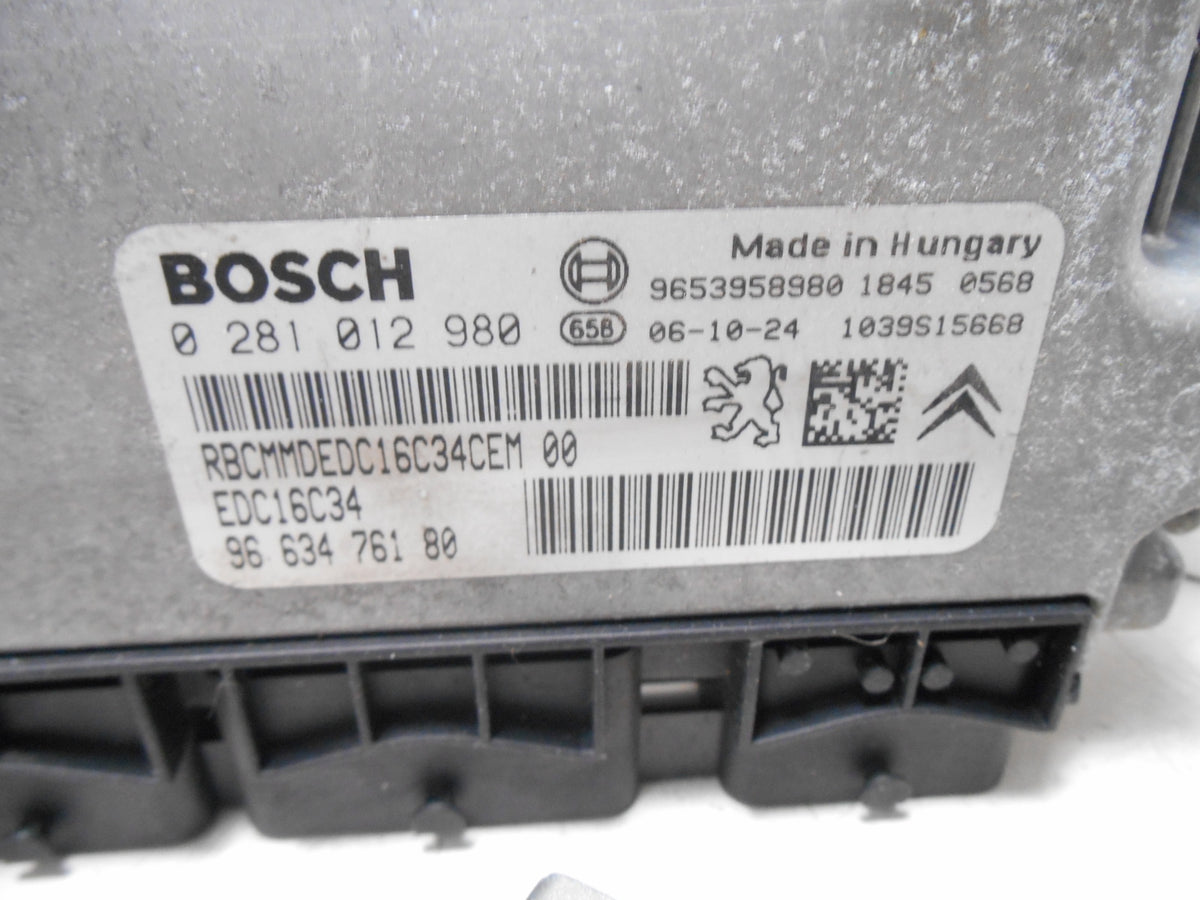 BOSCH
Made in Hungary
9653958980 1845 0568
0 281 012 980
65B 06-10-24 1039S15668
RBCMMDEDC16C34CEM 00
EDC16C34
96 634 761 80